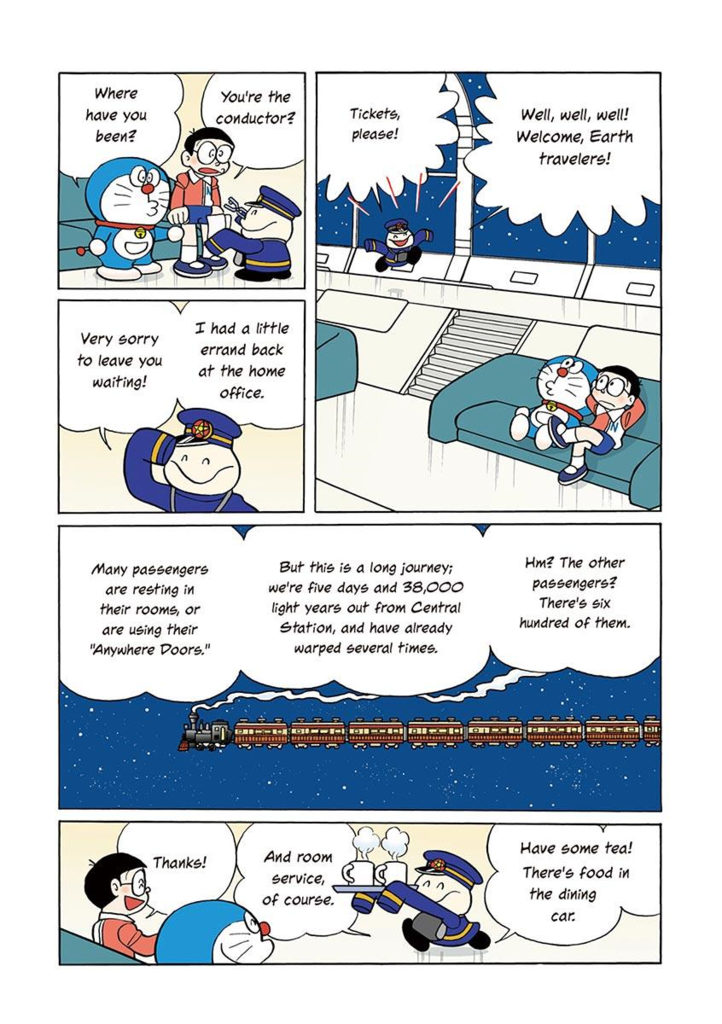 Well, well, well!
Welcome, Earth
travelers!
Tickets,
please!
You're the
conductor?
Where
have you
been?
I had a little
errand back
at the home
office.
Very sorry
to leave you
waiting!
Hm? The other
passengers?
There's six
hundred of them.
But this is a long journey;
we're five days and 38,000
light years out from Central
Station, and have already
warped several times.
Many passengers
are resting in
their rooms, or
are using their
"Anywhere Doors."
Have some tea!
There's food in
the dining
car.
And room
service,
of course.
Thanks!